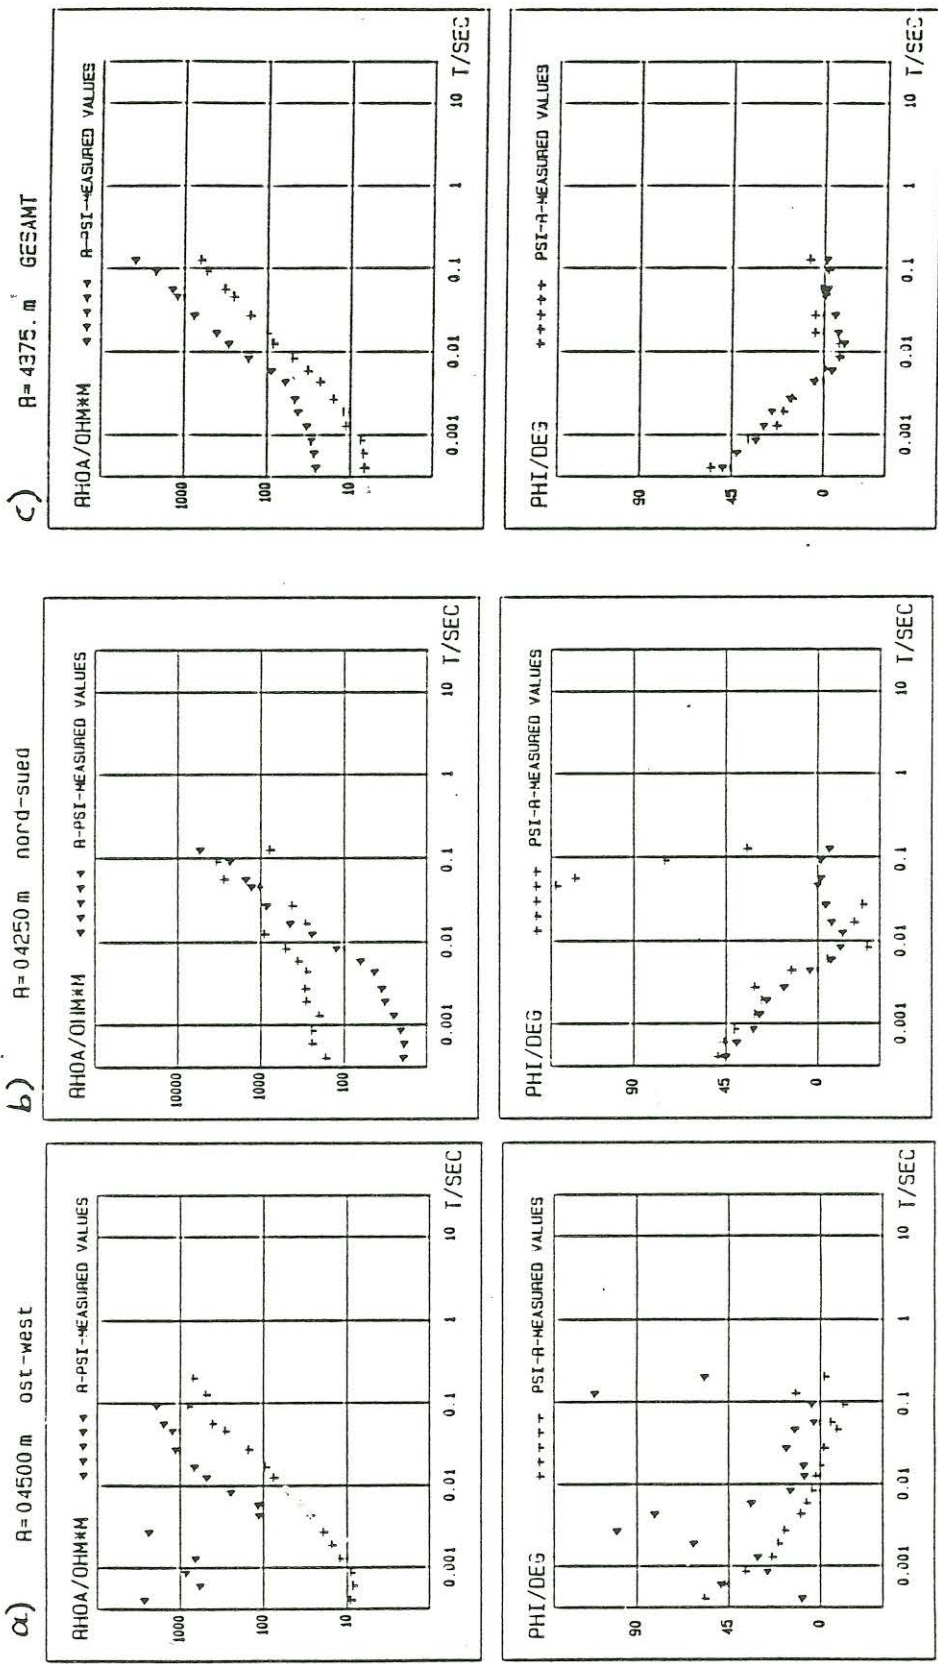 a) R=04500m ost-west
RHOA/OHM*M R-PSI-MEASURED VALUES
1000
100
10
0.001 0.01 0.1 1 10 T/SEC
PHI/DEG PSI-R-MEASURED VALUES
90
45
0
0.001 0.01 0.1 1 10 T/SEC
b) R=04250m nord-sued
RHOA/OHM*M R-PSI-MEASURED VALUES
10000
1000
100
0.001 0.01 0.1 1 10 T/SEC
PHI/DEG PSI-R-MEASURED VALUES
90
45
0
0.001 0.01 0.1 1 10 T/SEC
c) R=4375.m GESAMT
RHOA/OHM*M R-PSI-MEASURED VALUES
1000
100
10
0.001 0.01 0.1 1 10 T/SEC
PHI/DEG PSI-R-MEASURED VALUES
90
45
0
0.001 0.01 0.1 1 10 T/SEC